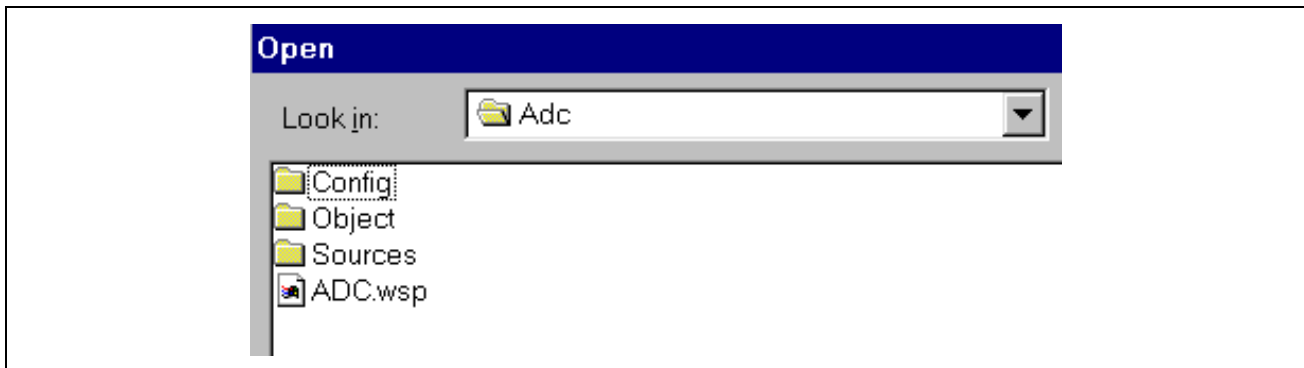 Open
Look in: Adc
Config
Object
Sources
ADC.wsp